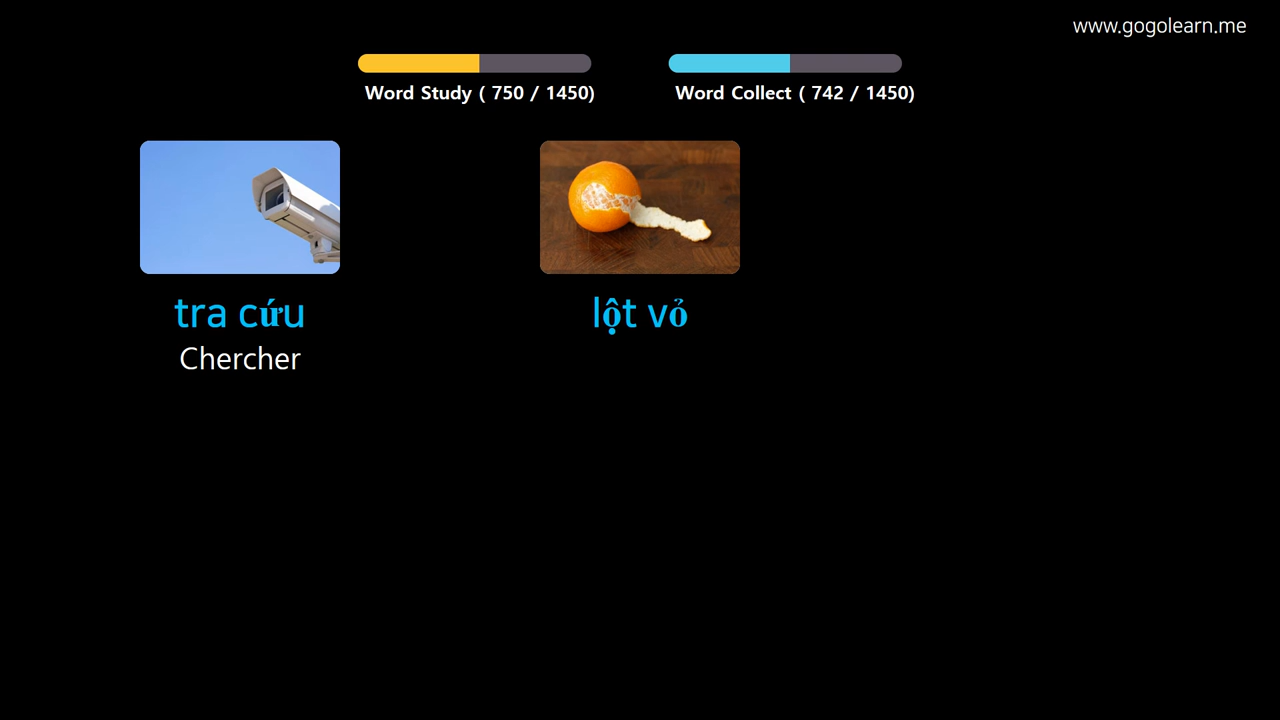 www.gogolearn.me
Word Study ( 750 / 1450)
Word Collect ( 742 / 1450)
tra cứu
lột vỏ
Chercher